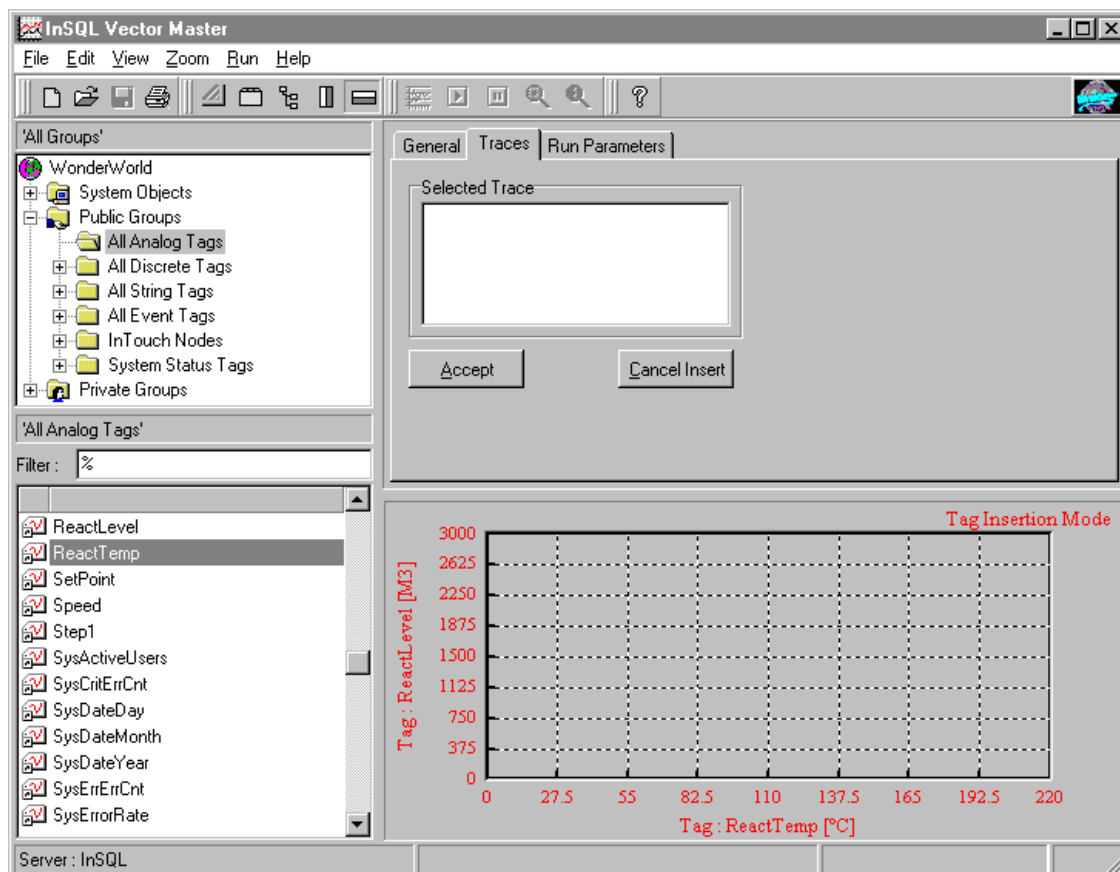 InSQL Vector Master
File Edit View Zoom Run Help
'All Groups'
WonderWorld
System Objects
Public Groups
All Analog Tags
All Discrete Tags
All String Tags
All Event Tags
InTouch Nodes
System Status Tags
Private Groups
'All Analog Tags'
Filter : %
ReactLevel
ReactTemp
SetPoint
Speed
Step1
SysActiveUsers
SysCritErrCnt
SysDateDay
SysDateMonth
SysDateYear
SysErrErrCnt
SysErrorRate
General Traces Run Parameters
Selected Trace
Accept Cancel Insert
Tag Insertion Mode
Tag : ReactLevel [M3]
3000
2625
2250
1875
1500
1125
750
375
0
0 27.5 55 82.5 110 137.5 165 192.5 220
Tag : ReactTemp [°C]
Server : InSQL